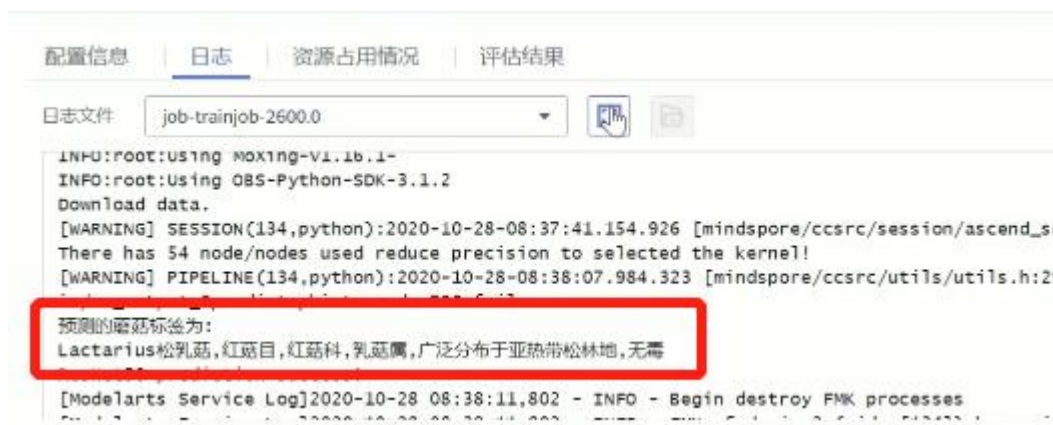 配置信息 日志 资源占用情况 评估结果
日志文件 job-trainjob-2600.0
INFO:root:Using MoXing-v1.16.1-
INFO:root:Using OBS-Python-SDK-3.1.2
Download data.
[WARNING] SESSION(134,python):2020-10-28-08:37:41.154.926 [mindspore/ccsrc/session/ascend_s
There has 54 node/nodes used reduce precision to selected the kernel!
[WARNING] PIPELINE(134,python):2020-10-28-08:38:07.984.323 [mindspore/ccsrc/utils/utils.h:2
预测的蘑菇标签为:
Lactarius松乳菇,红菇目,红菇科,乳菇属,广泛分布于亚热带松林地,无毒
[Modelarts Service Log]2020-10-28 08:38:11,802 - INFO - Begin destroy FMK processes